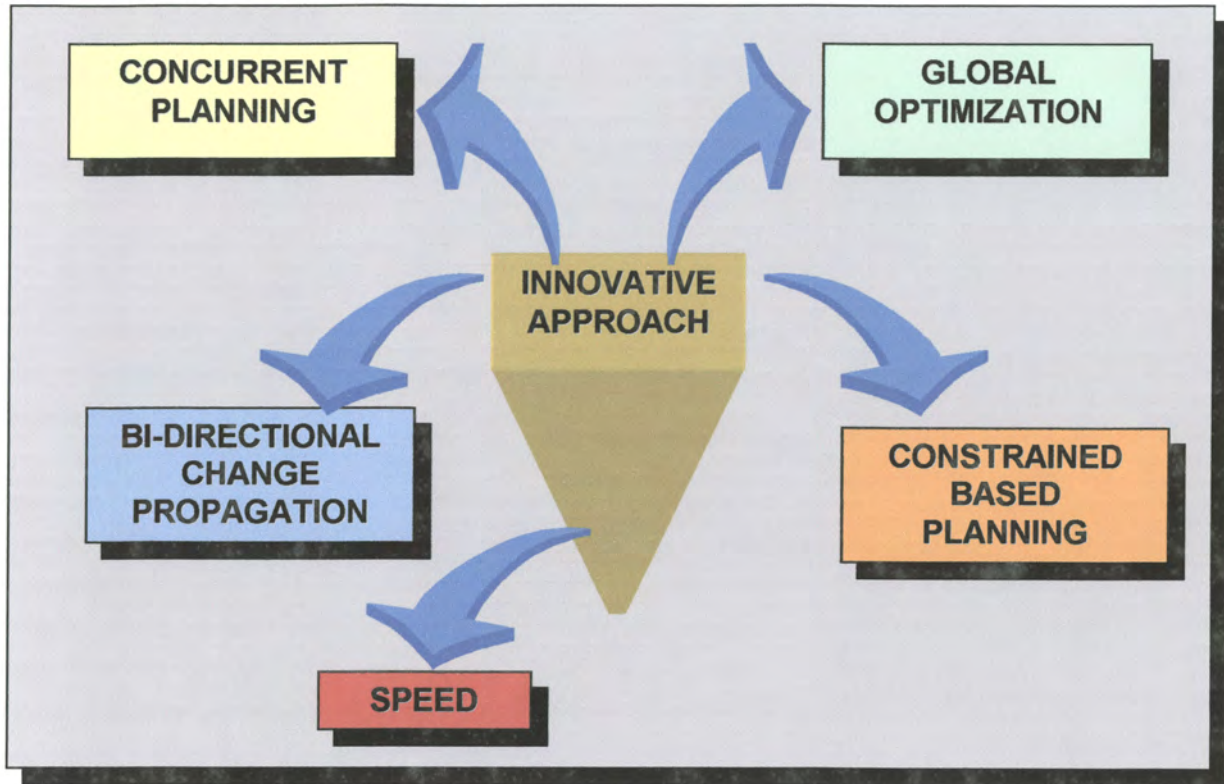 CONCURRENT
PLANNING
GLOBAL
OPTIMIZATION
INNOVATIVE
APPROACH
BI-DIRECTIONAL
CHANGE
PROPAGATION
CONSTRAINED
BASED
PLANNING
SPEED